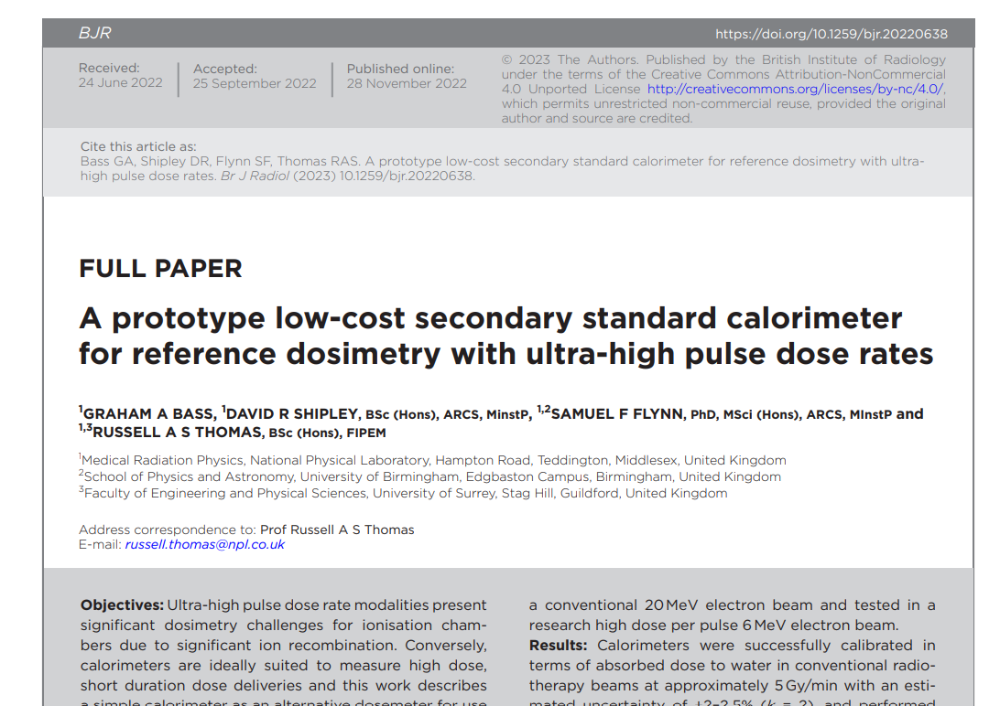 BJR
https://doi.org/10.1259/bjr.20220638
Received:
24 June 2022
Accepted:
25 September 2022
Published online:
28 November 2022
© 2023 The Authors. Published by the British Institute of Radiology
under the terms of the Creative Commons Attribution-NonCommercial
4.0 Unported License http://creativecommons.org/licenses/by-nc/4.0/,
which permits unrestricted non-commercial reuse, provided the original
author and source are credited.
Cite this article as:
Bass GA, Shipley DR, Flynn SF, Thomas RAS. A prototype low-cost secondary standard calorimeter for reference dosimetry with ultra-
high pulse dose rates. Br J Radiol (2023) 10.1259/bjr.20220638.
FULL PAPER
A prototype low-cost secondary standard calorimeter
for reference dosimetry with ultra-high pulse dose rates
1GRAHAM A BASS, 1DAVID R SHIPLEY, BSc (Hons), ARCS, MinstP, 1,2SAMUEL F FLYNN, PhD, MSci (Hons), ARCS, MInstP and
1,3RUSSELL A S THOMAS, BSc (Hons), FIPEM
1Medical Radiation Physics, National Physical Laboratory, Hampton Road, Teddington, Middlesex, United Kingdom
2School of Physics and Astronomy, University of Birmingham, Edgbaston Campus, Birmingham, United Kingdom
3Faculty of Engineering and Physical Sciences, University of Surrey, Stag Hill, Guildford, United Kingdom
Address correspondence to: Prof Russell A S Thomas
E-mail: russell.thomas@npl.co.uk
Objectives: Ultra-high pulse dose rate modalities present
significant dosimetry challenges for ionisation cham-
bers due to significant ion recombination. Conversely,
calorimeters are ideally suited to measure high dose,
short duration dose deliveries and this work describes
a simple calorimeter as an alternative dosemeter for use
a conventional 20 MeV electron beam and tested in a
research high dose per pulse 6 MeV electron beam.
Results: Calorimeters were successfully calibrated in
terms of absorbed dose to water in conventional radio-
therapy beams at approximately 5 Gy/min with an esti-
mated uncertainty of ±2–2.5% (k = 2), and performed